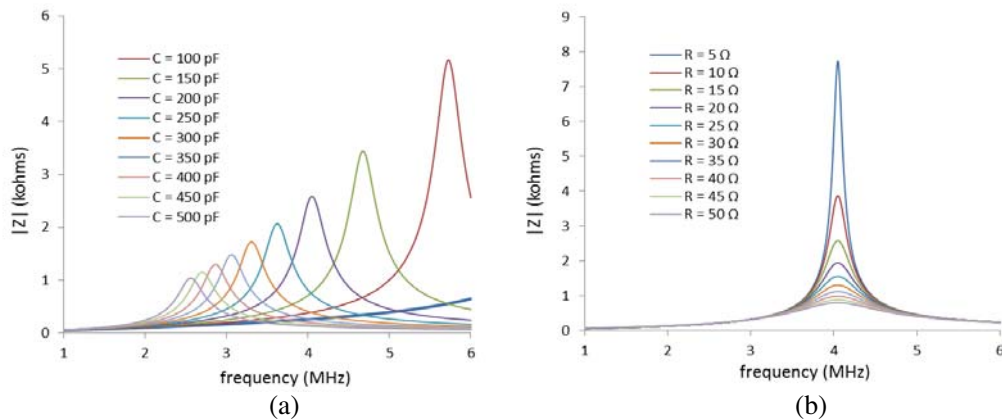 6
5
4
3
2
1
0
|Z| (kohms)
C = 100 pF
C = 150 pF
C = 200 pF
C = 250 pF
C = 300 pF
C = 350 pF
C = 400 pF
C = 450 pF
C = 500 pF
1 2 3 4 5 6
frequency (MHz)
(a)
9
8
7
6
5
4
3
2
1
0
|Z| (kohms)
R = 5 Ω
R = 10 Ω
R = 15 Ω
R = 20 Ω
R = 25 Ω
R = 30 Ω
R = 35 Ω
R = 40 Ω
R = 45 Ω
R = 50 Ω
1 2 3 4 5 6
frequency (MHz)
(b)